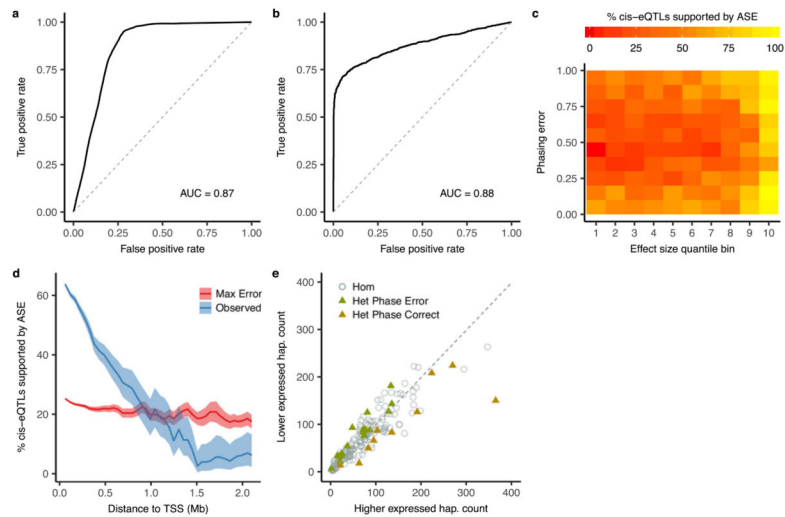 a
True positive rate
1.00
0.75
0.50
0.25
0.00
AUC = 0.87
0.00 0.25 0.50 0.75 1.00
False positive rate
b
True positive rate
1.00
0.75
0.50
0.25
0.00
AUC = 0.88
0.00 0.25 0.50 0.75 1.00
False positive rate
c
% cis−eQTLs supported by ASE
0 25 50 75 100
Phasing error
1.00
0.75
0.50
0.25
0.00
1 2 3 4 5 6 7 8 9 10
Effect size quantile bin
d
% cis−eQTLs supported by ASE
60
40
20
0
Max Error
Observed
0.0 0.5 1.0 1.5 2.0
Distance to TSS (Mb)
e
Lower expressed hap. count
400
300
200
100
0
Hom
Het Phase Error
Het Phase Correct
0 100 200 300 400
Higher expressed hap. count